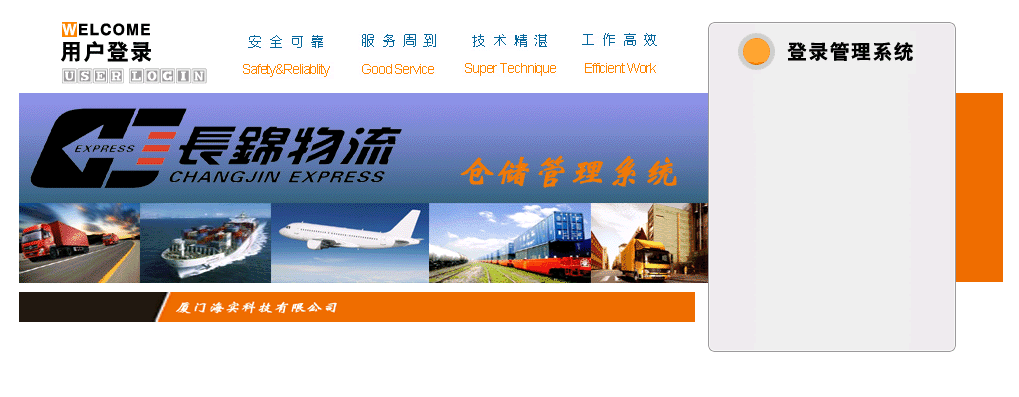 WELCOME
用户登录
USER LOGIN
安全可靠
Safety&Reliablity
服务周到
Good Service
技术精湛
Super Technique
工作高效
Efficient Work
登录管理系统
EXPRESS
長錦物流
CHANGJIN EXPRESS
仓储管理系统
厦门海实科技有限公司